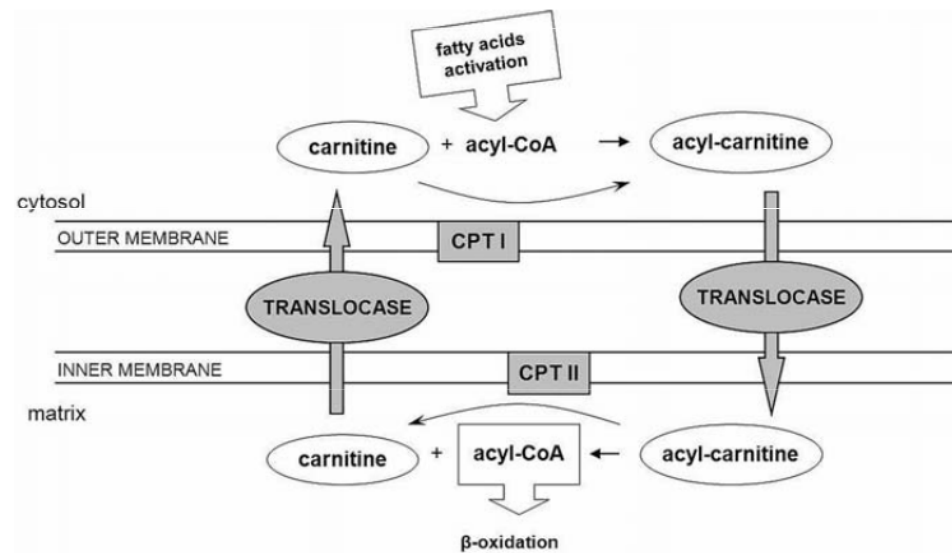 fatty acids
activation
carnitine + acyl-CoA acyl-carnitine
cytosol
OUTER MEMBRANE CPT I
TRANSLOCASE TRANSLOCASE
INNER MEMBRANE CPT II
matrix
carnitine + acyl-CoA acyl-carnitine
β-oxidation